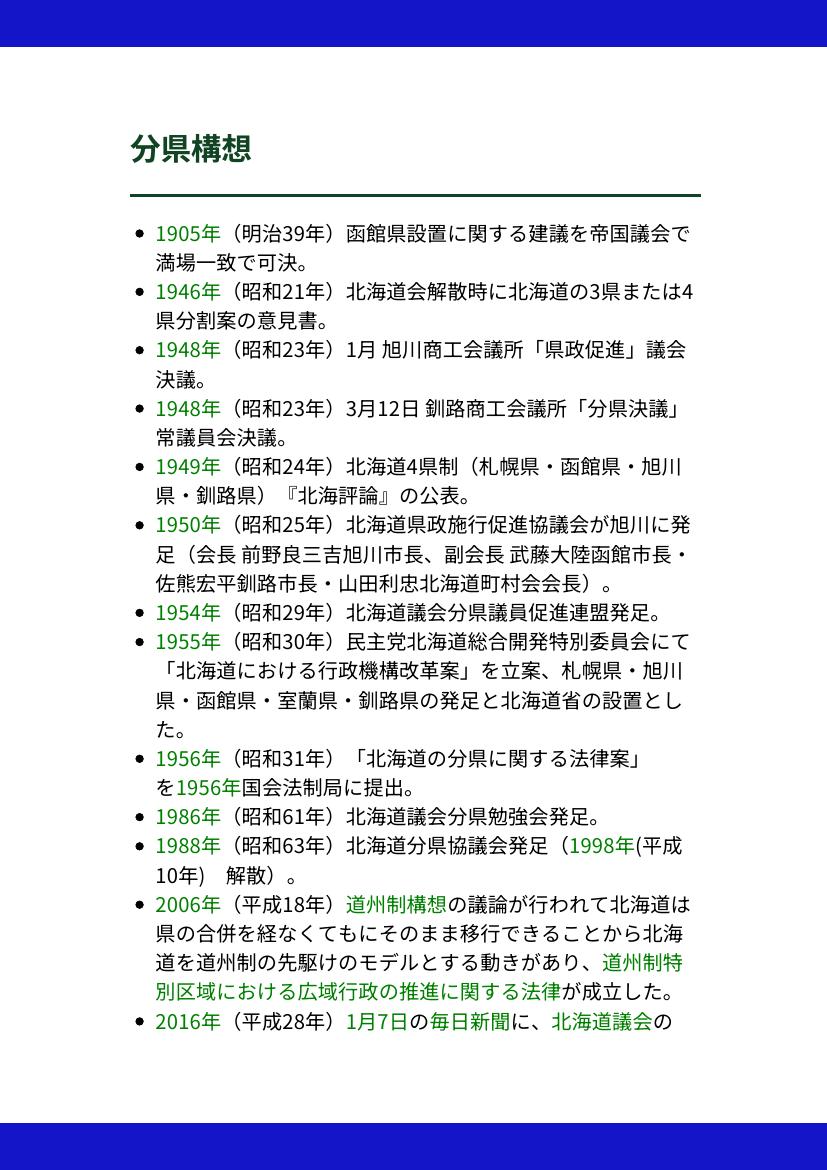 分県構想
1905年（明治39年）函館県設置に関する建議を帝国議会で
満場一致で可決。
1946年（昭和21年）北海道会解散時に北海道の3県または4
県分割案の意見書。
1948年（昭和23年）1月 旭川商工会議所「県政促進」議会
決議。
1948年（昭和23年）3月12日 釧路商工会議所「分県決議」
常議員会決議。
1949年（昭和24年）北海道4県制（札幌県・函館県・旭川
県・釧路県）『北海評論』の公表。
1950年（昭和25年）北海道県政施行促進協議会が旭川に発
足（会長 前野良三吉旭川市長、副会長 武藤大陸函館市長・
佐熊宏平釧路市長・山田利忠北海道町村会会長）。
1954年（昭和29年）北海道議会分県議員促進連盟発足。
1955年（昭和30年）民主党北海道総合開発特別委員会にて
「北海道における行政機構改革案」を立案、札幌県・旭川
県・函館県・室蘭県・釧路県の発足と北海道省の設置とし
た。
1956年（昭和31年）「北海道の分県に関する法律案」
を1956年国会法制局に提出。
1986年（昭和61年）北海道議会分県勉強会発足。
1988年（昭和63年）北海道分県協議会発足（1998年(平成
10年)　解散）。
2006年（平成18年）道州制構想の議論が行われて北海道は
県の合併を経なくてもにそのまま移行できることから北海
道を道州制の先駆けのモデルとする動きがあり、道州制特
別区域における広域行政の推進に関する法律が成立した。
2016年（平成28年）1月7日の毎日新聞に、北海道議会の